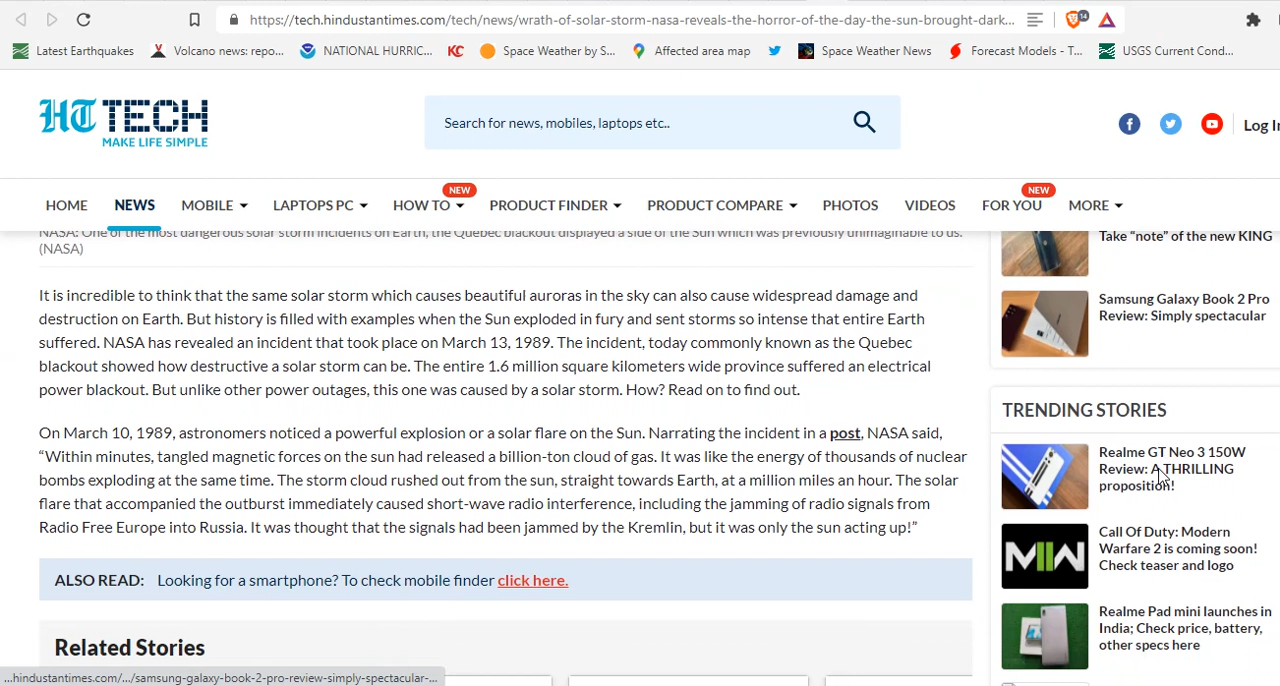 https://tech.hindustantimes.com/tech/news/wrath-of-solar-storm-nasa-reveals-the-horror-of-the-day-the-sun-brought-dark...
14
Latest Earthquakes
Volcano news: repo...
NATIONAL HURRIC...
KC
Space Weather by S...
Affected area map
Space Weather News
Forecast Models - T...
USGS Current Cond...
HT TECH
MAKE LIFE SIMPLE
Search for news, mobiles, laptops etc..
Log In
HOME
NEWS
MOBILE
LAPTOPS PC
NEW
HOW TO
PRODUCT FINDER
PRODUCT COMPARE
PHOTOS
VIDEOS
NEW
FOR YOU
MORE
NASA: One of the most dangerous solar storm incidents on Earth, the Quebec blackout displayed a side of the Sun which was previously unimaginable to us.
(NASA)
It is incredible to think that the same solar storm which causes beautiful auroras in the sky can also cause widespread damage and
destruction on Earth. But history is filled with examples when the Sun exploded in fury and sent storms so intense that entire Earth
suffered. NASA has revealed an incident that took place on March 13, 1989. The incident, today commonly known as the Quebec
blackout showed how destructive a solar storm can be. The entire 1.6 million square kilometers wide province suffered an electrical
power blackout. But unlike other power outages, this one was caused by a solar storm. How? Read on to find out.
On March 10, 1989, astronomers noticed a powerful explosion or a solar flare on the Sun. Narrating the incident in a post, NASA said,
“Within minutes, tangled magnetic forces on the sun had released a billion-ton cloud of gas. It was like the energy of thousands of nuclear
bombs exploding at the same time. The storm cloud rushed out from the sun, straight towards Earth, at a million miles an hour. The solar
flare that accompanied the outburst immediately caused short-wave radio interference, including the jamming of radio signals from
Radio Free Europe into Russia. It was thought that the signals had been jammed by the Kremlin, but it was only the sun acting up!”
ALSO READ: Looking for a smartphone? To check mobile finder click here.
Related Stories
Take “note” of the new KING
Samsung Galaxy Book 2 Pro
Review: Simply spectacular
TRENDING STORIES
Realme GT Neo 3 150W
Review: A THRILLING
proposition!
MW
Call Of Duty: Modern
Warfare 2 is coming soon!
Check teaser and logo
Realme Pad mini launches in
India; Check price, battery,
other specs here
...hindustantimes.com/.../samsung-galaxy-book-2-pro-review-simply-spectacular-...